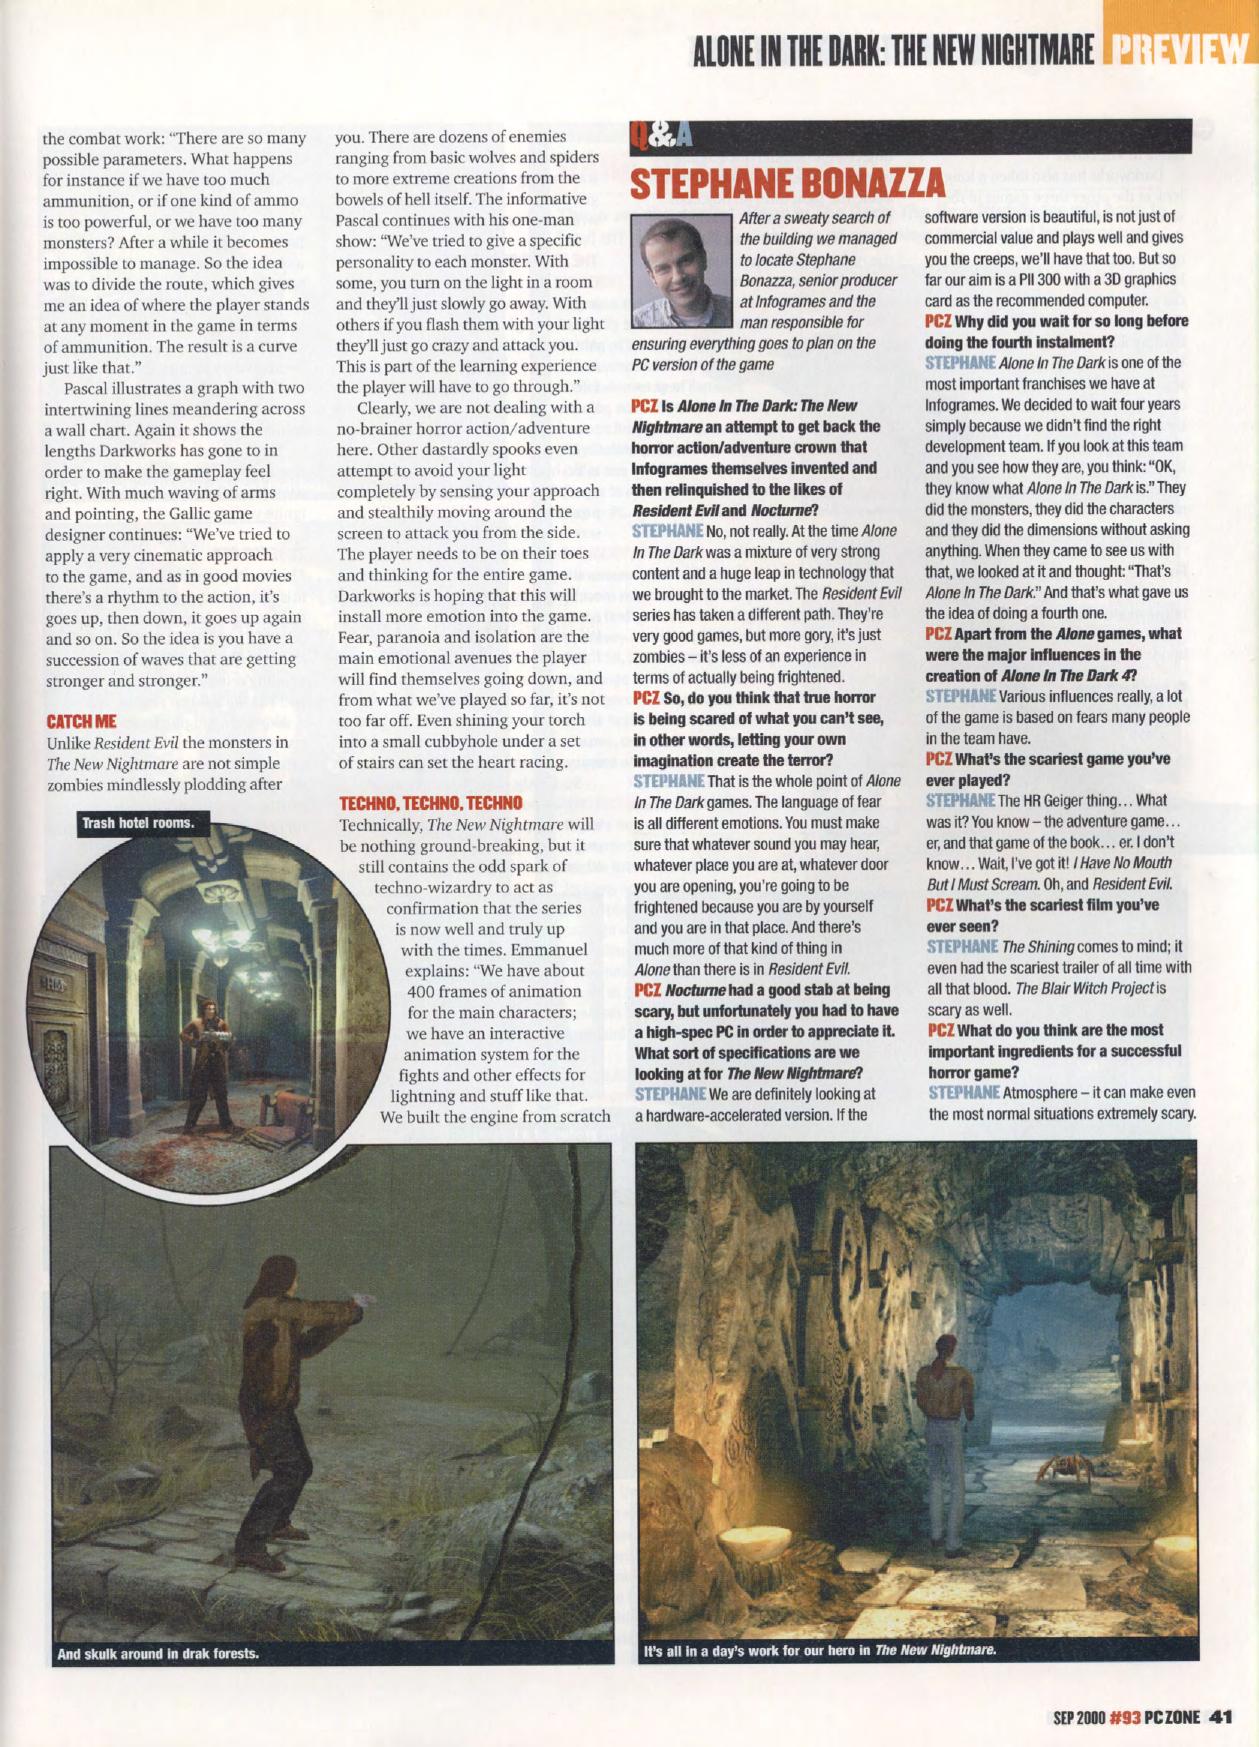 ALONE IN THE DARK: THE NEW NIGHTMARE PREVIEW
the combat work: “There are so many
possible parameters. What happens
for instance if we have too much
ammunition, or if one kind of ammo
is too powerful, or we have too many
monsters? After a while it becomes
impossible to manage. So the idea
was to divide the route, which gives
me an idea of where the player stands
at any moment in the game in terms
of ammunition. The result is a curve
just like that.”
Pascal illustrates a graph with two
intertwining lines meandering across
a wall chart. Again it shows the
lengths Darkworks has gone to in
order to make the gameplay feel
right. With much waving of arms
and pointing, the Gallic game
designer continues: “We’ve tried to
apply a very cinematic approach
to the game, and as in good movies
there’s a rhythm to the action, it’s
goes up, then down, it goes up again
and so on. So the idea is you have a
succession of waves that are getting
stronger and stronger.”
CATCH ME
Unlike Resident Evil the monsters in
The New Nightmare are not simple
zombies mindlessly plodding after
you. There are dozens of enemies
ranging from basic wolves and spiders
to more extreme creations from the
bowels of hell itself. The informative
Pascal continues with his one-man
show: “We’ve tried to give a specific
personality to each monster. With
some, you turn on the light in a room
and they’ll just slowly go away. With
others if you flash them with your light
they’ll just go crazy and attack you.
This is part of the learning experience
the player will have to go through.”
Clearly, we are not dealing with a
no-brainer horror action/adventure
here. Other dastardly spooks even
attempt to avoid your light
completely by sensing your approach
and stealthily moving around the
screen to attack you from the side.
The player needs to be on their toes
and thinking for the entire game.
Darkworks is hoping that this will
install more emotion into the game.
Fear, paranoia and isolation are the
main emotional avenues the player
will find themselves going down, and
from what we’ve played so far, it’s not
too far off. Even shining your torch
into a small cubbyhole under a set
of stairs can set the heart racing.
TECHNO, TECHNO, TECHNO
Technically, The New Nightmare will
be nothing ground-breaking, but it
still contains the odd spark of
techno-wizardry to act as
confirmation that the series
is now well and truly up
with the times. Emmanuel
explains: “We have about
400 frames of animation
for the main characters;
we have an interactive
animation system for the
fights and other effects for
lightning and stuff like that.
We built the engine from scratch
Q&A
STEPHANE BONAZZA
After a sweaty search of
the building we managed
to locate Stephane
Bonazza, senior producer
at Infogrames and the
man responsible for
ensuring everything goes to plan on the
PC version of the game
PCZ Is Alone In The Dark: The New
Nightmare an attempt to get back the
horror action/adventure crown that
Infogrames themselves invented and
then relinquished to the likes of
Resident Evil and Nocturne?
STEPHANE No, not really. At the time Alone
In The Dark was a mixture of very strong
content and a huge leap in technology that
we brought to the market. The Resident Evil
series has taken a different path. They’re
very good games, but more gory, it’s just
zombies – it’s less of an experience in
terms of actually being frightened.
PCZ So, do you think that true horror
is being scared of what you can’t see,
in other words, letting your own
imagination create the terror?
STEPHANE That is the whole point of Alone
In The Dark games. The language of fear
is all different emotions. You must make
sure that whatever sound you may hear,
whatever place you are at, whatever door
you are opening, you’re going to be
frightened because you are by yourself
and you are in that place. And there’s
much more of that kind of thing in
Alone than there is in Resident Evil.
PCZ Nocturne had a good stab at being
scary, but unfortunately you had to have
a high-spec PC in order to appreciate it.
What sort of specifications are we
looking at for The New Nightmare?
STEPHANE We are definitely looking at
a hardware-accelerated version. If the
software version is beautiful, is not just of
commercial value and plays well and gives
you the creeps, we’ll have that too. But so
far our aim is a PII 300 with a 3D graphics
card as the recommended computer.
PCZ Why did you wait for so long before
doing the fourth instalment?
STEPHANE Alone In The Dark is one of the
most important franchises we have at
Infogrames. We decided to wait four years
simply because we didn’t find the right
development team. If you look at this team
and you see how they are, you think: “OK,
they know what Alone In The Dark is.” They
did the monsters, they did the characters
and they did the dimensions without asking
anything. When they came to see us with
that, we looked at it and thought: “That’s
Alone In The Dark.” And that’s what gave us
the idea of doing a fourth one.
PCZ Apart from the Alone games, what
were the major influences in the
creation of Alone In The Dark 4?
STEPHANE Various influences really, a lot
of the game is based on fears many people
in the team have.
PCZ What’s the scariest game you’ve
ever played?
STEPHANE The HR Geiger thing… What
was it? You know – the adventure game…
er, and that game of the book… er. I don’t
know… Wait, I’ve got it! I Have No Mouth
But I Must Scream. Oh, and Resident Evil.
PCZ What’s the scariest film you’ve
ever seen?
STEPHANE The Shining comes to mind; it
even had the scariest trailer of all time with
all that blood. The Blair Witch Project is
scary as well.
PCZ What do you think are the most
important ingredients for a successful
horror game?
STEPHANE Atmosphere – it can make even
the most normal situations extremely scary.
Trash hotel rooms.
And skulk around in drak forests.
It’s all in a day’s work for our hero in The New Nightmare.
SEP 2000 #93 PC ZONE 41